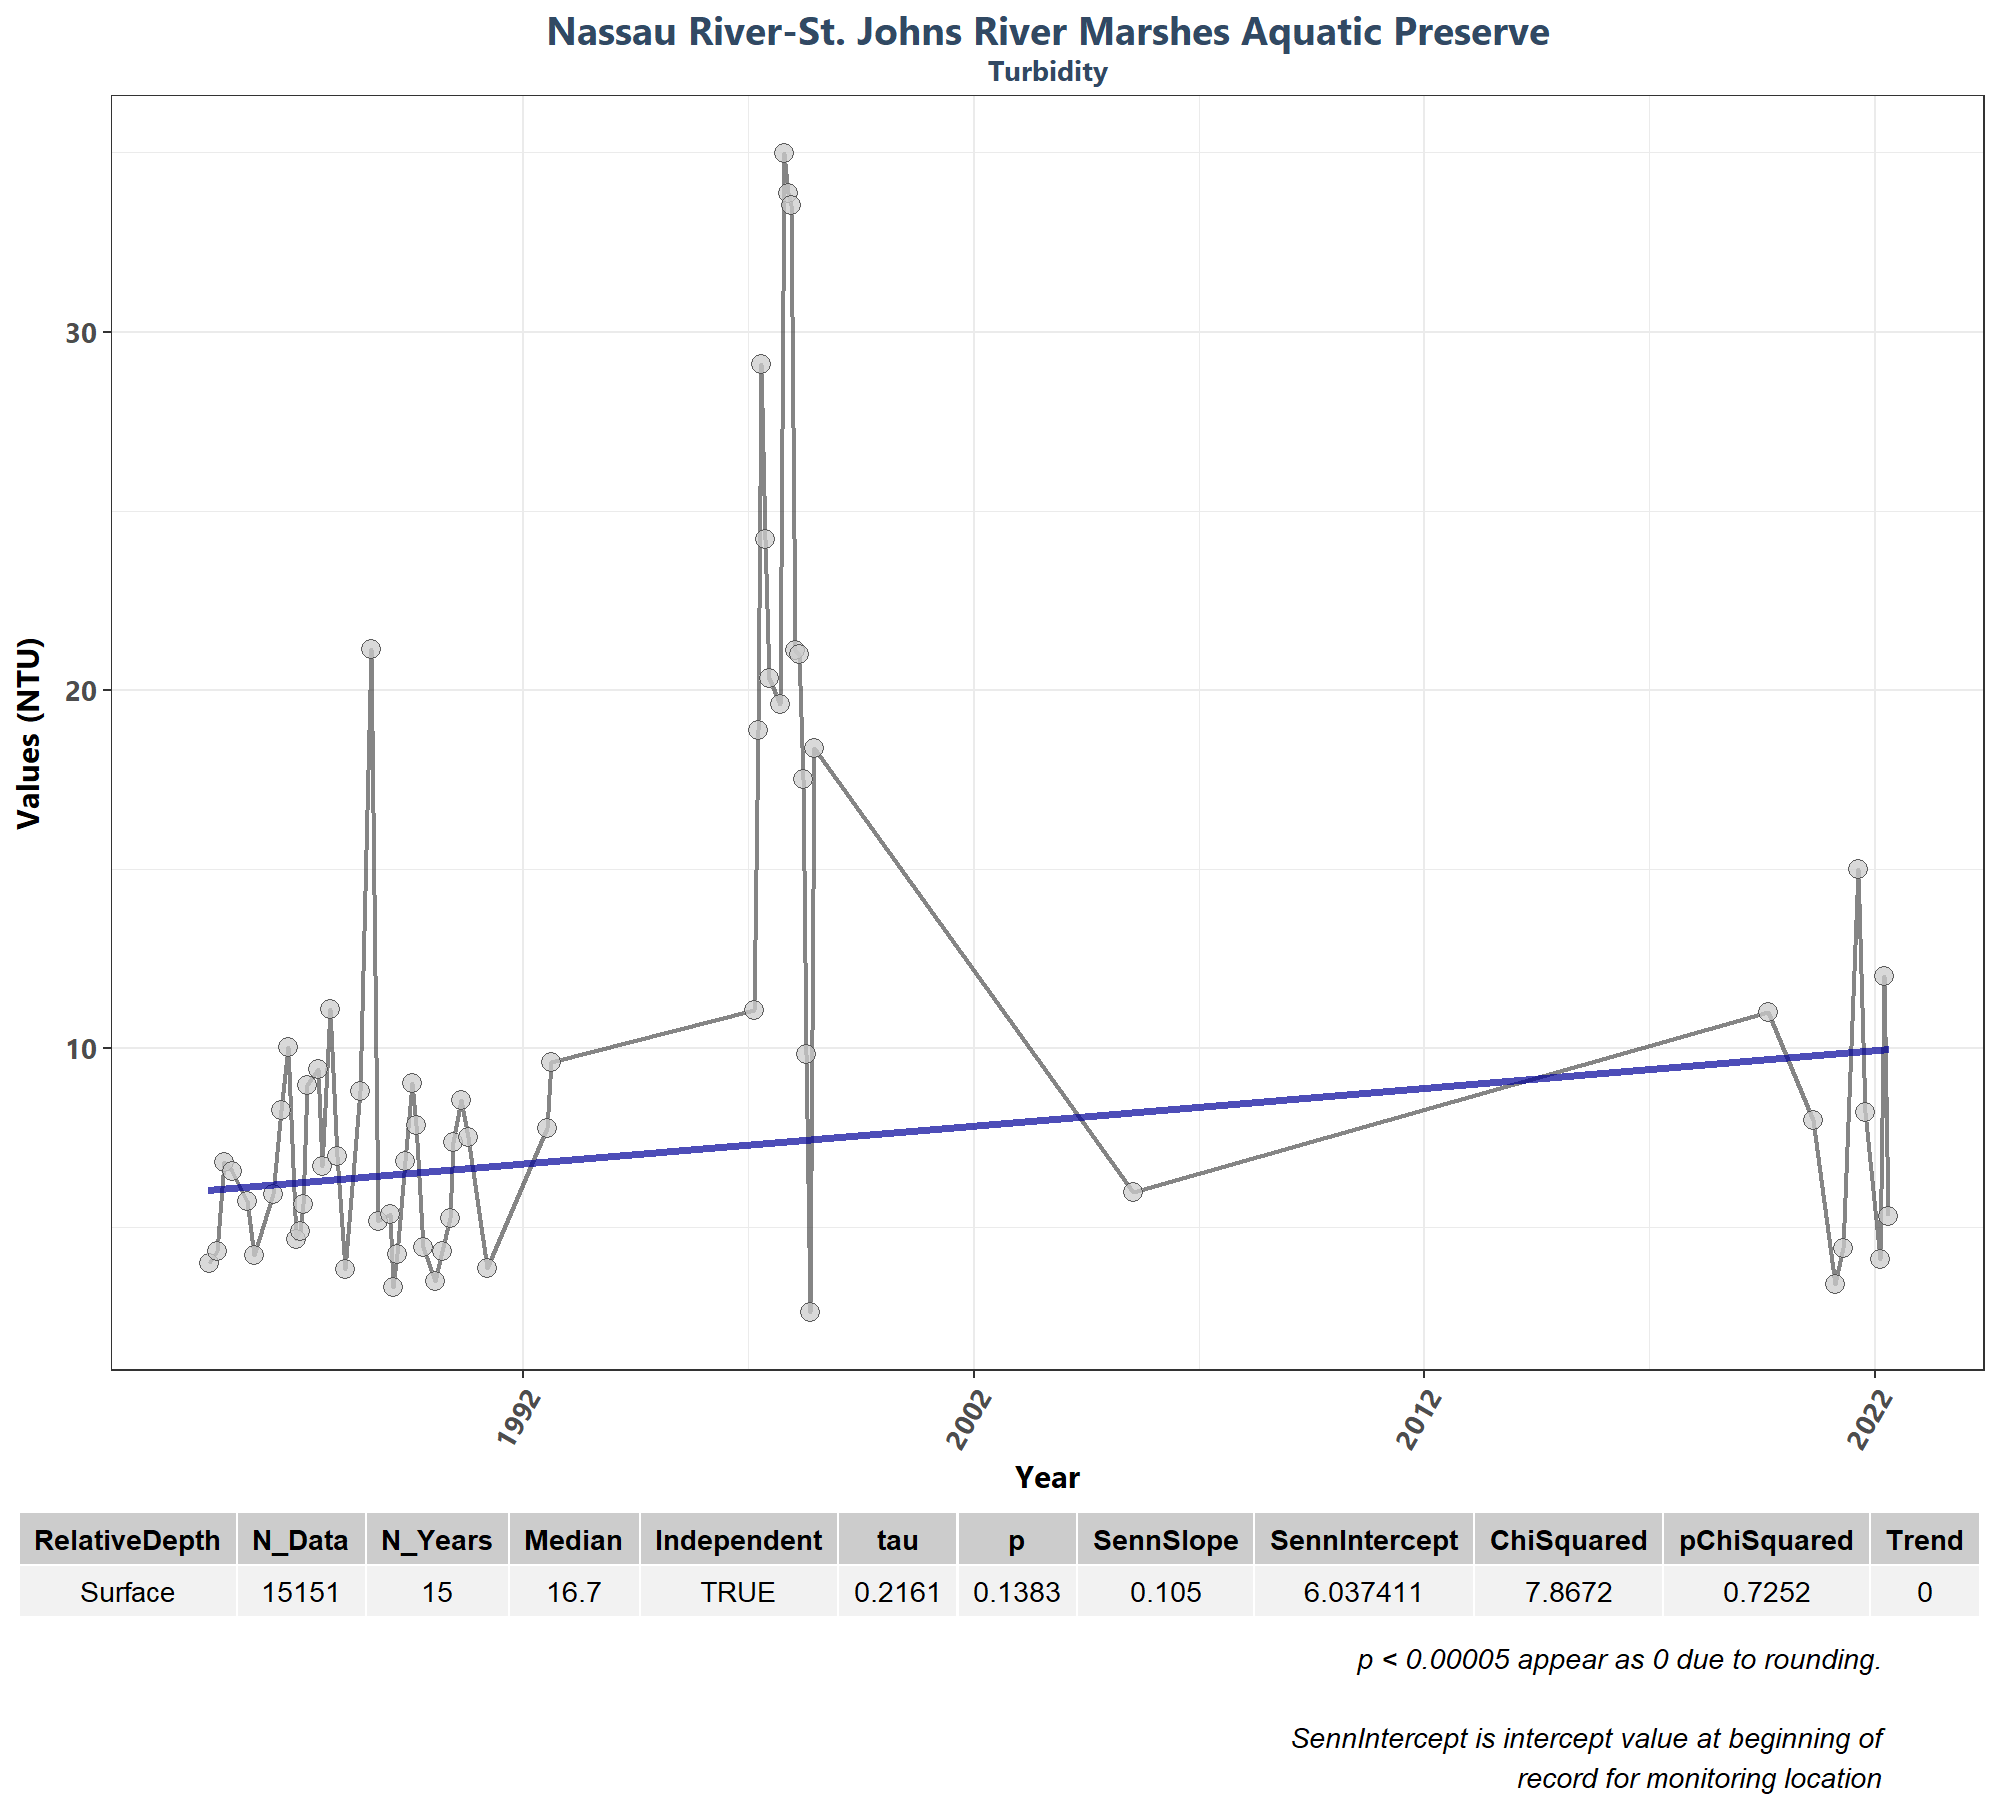 Nassau River-St. Johns River Marshes Aquatic Preserve
Turbidity
Values (NTU)
30
20
10
1992
2002
2012
2022
Year
RelativeDepth N_Data N_Years Median Independent tau p SennSlope SennIntercept ChiSquared pChiSquared Trend
Surface 15151 15 16.7 TRUE 0.2161 0.1383 0.105 6.037411 7.8672 0.7252 0
p < 0.00005 appear as 0 due to rounding.
SennIntercept is intercept value at beginning of
record for monitoring location